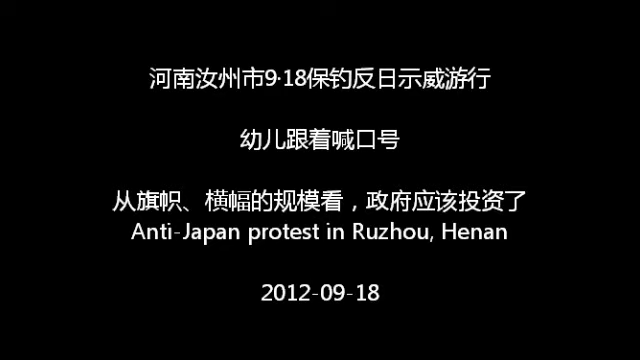 河南汝州市9·18保钓反日示威游行
幼儿跟着喊口号
从旗帜、横幅的规模看，政府应该投资了
Anti-Japan protest in Ruzhou, Henan
2012-09-18